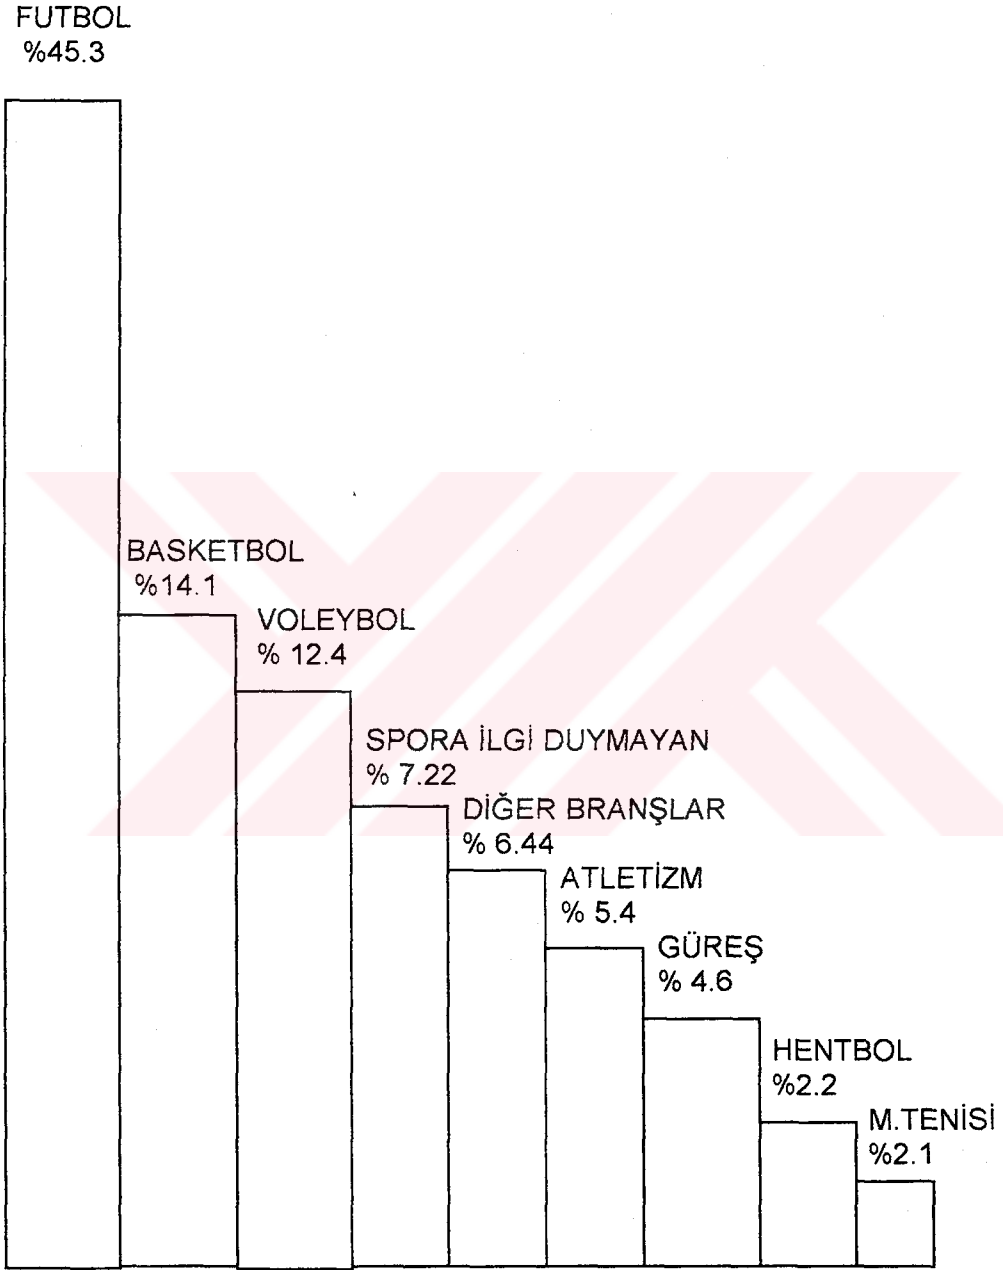 FUTBOL
%45.3
BASKETBOL
%14.1
VOLEYBOL
% 12.4
SPORA İLGİ DUYMAYAN
% 7.22
DİĞER BRANŞLAR
% 6.44
ATLETİZM
% 5.4
GÜREŞ
% 4.6
HENTBOL
%2.2
M.TENİSİ
%2.1